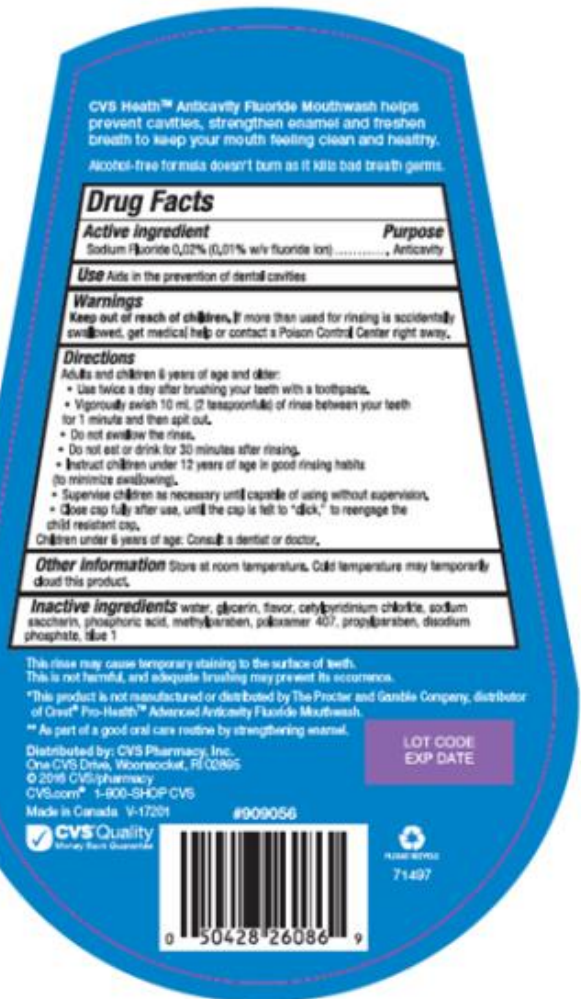 CVS Heath™ Anticavity Fluoride Mouthwash helps
prevent cavities, strengthen enamel and freshen
breath to keep your mouth feeling clean and healthy.
Alcohol-free formula doesn't burn as it kills bad breath germs.
Drug Facts
Active ingredient Purpose
Sodium Fluoride 0.02% (0.01% w/v fluoride ion)............. Anticavity
Use Aids in the prevention of dental cavities
Warnings
Keep out of reach of children. If more than used for rinsing is accidentally
swallowed, get medical help or contact a Poison Control Center right away.
Directions
Adults and children 6 years of age and older:
• Use twice a day after brushing your teeth with a toothpaste.
• Vigorously swish 10 mL (2 teaspoonfuls) of rinse between your teeth
for 1 minute and then spit out.
• Do not swallow the rinse.
• Do not eat or drink for 30 minutes after rinsing.
• Instruct children under 12 years of age in good rinsing habits
(to minimize swallowing).
• Supervise children as necessary until capable of using without supervision.
• Close cap fully after use, until the cap is felt to "click," to reengage the
child resistant cap.
Children under 6 years of age: Consult a dentist or doctor.
Other information Store at room temperature. Cold temperature may temporarily
cloud this product.
Inactive ingredients water, glycerin, flavor, cetylpyridinium chloride, sodium
saccharin, phosphoric acid, methylparaben, poloxamer 407, propylparaben, disodium
phosphate, blue 1
This rinse may cause temporary staining to the surface of teeth.
This is not harmful, and adequate brushing may prevent its occurrence.
*This product is not manufactured or distributed by The Procter and Gamble Company, distributor
of Crest® Pro-Health™ Advanced Anticavity Fluoride Mouthwash.
** As part of a good oral care routine by strengthening enamel.
LOT CODE
EXP DATE
Distributed by: CVS Pharmacy, Inc.
One CVS Drive, Woonsocket, RI 02895
© 2016 CVS/pharmacy
CVS.com® 1-800-SHOP CVS
Made in Canada V-17201
#909056
CVS Quality
Money Back Guarantee
PLEASE RECYCLE
71497
0 50428 26086 9